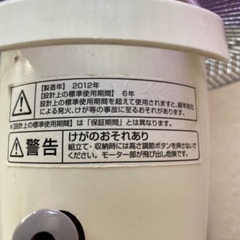 【製造年】2012年
【設計上の標準使用期間】6年
設計上の標準使用期間を超えて使用されますと、経年劣化
による発火、けが等の事故に至るおそれがあります。
※【設計上の標準使用期間】は「保証期間」とは異なります。
警告
けがのおそれあり
組立て・収納時には高さ調節ボタンを押さ
ないでください。モーター部が飛び出し危険です。